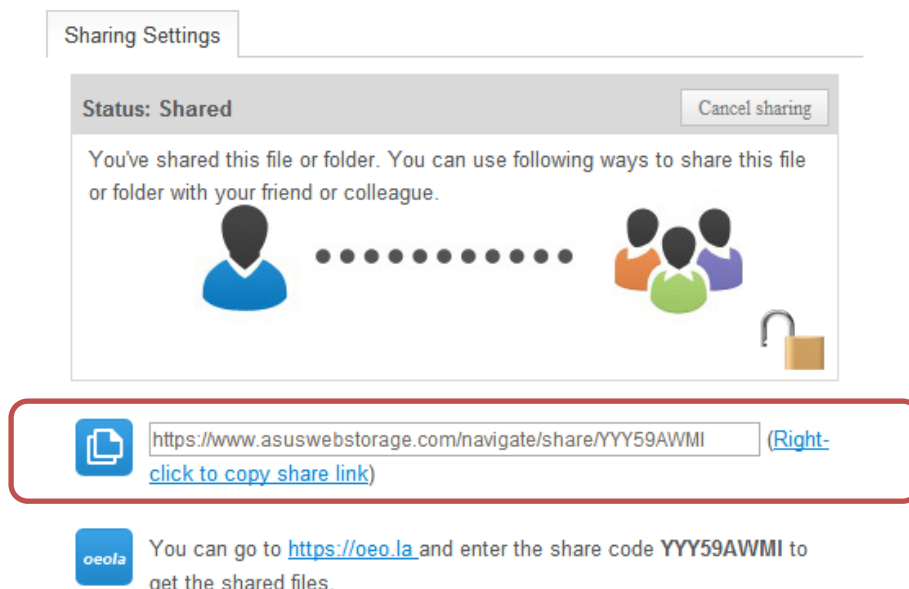 Sharing Settings
Status: Shared
Cancel sharing
You've shared this file or folder. You can use following ways to share this file
or folder with your friend or colleague.
https://www.asuswebstorage.com/navigate/share/YYY59AWMI (Right-
click to copy share link)
oeola
You can go to https://oeo.la and enter the share code YYY59AWMI to
get the shared files.